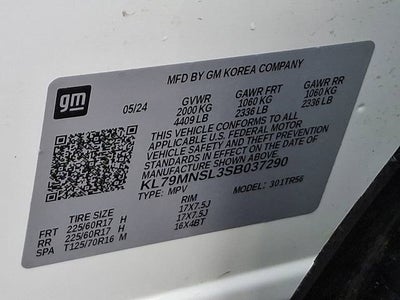 gm
MFD BY GM KOREA COMPANY
05/24 GVWR GAWR FRT GAWR RR
2000 KG 1060 KG 1060 KG
4409 LB 2336 LB 2336 LB
THIS VEHICLE CONFORMS TO ALL
APPLICABLE U.S. FEDERAL MOTOR
VEHICLE SAFETY AND THEFT PREVENTION
STANDARDS IN EFFECT ON THE DATE OF
MANUFACTURE SHOWN ABOVE.
KL79MNSL3SB037290
TYPE: MPV MODEL: 301TR56
TIRE SIZE RIM
FRT 225/60R17 H 17X7.5J
RR 225/60R17 H 17X7.5J
SPA T125/70R16 M 16X4BT